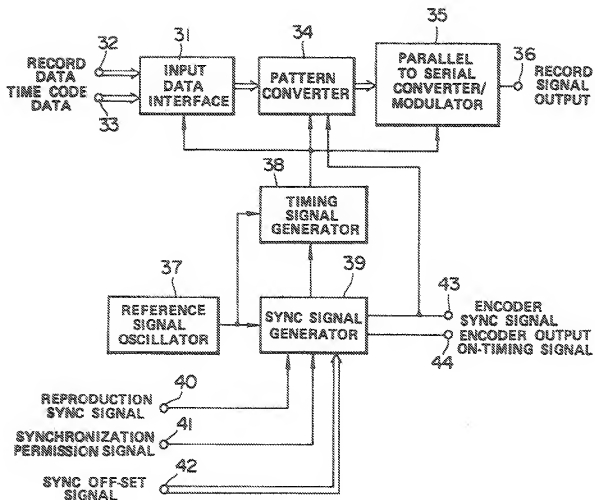 35
31
34
36
32
RECORD
DATA
TIME CODE
DATA
33
INPUT
DATA
INTERFACE
PATTERN
CONVERTER
PARALLEL
TO SERIAL
CONVERTER/
MODULATOR
RECORD
SIGNAL
OUTPUT
38
TIMING
SIGNAL
GENERATOR
37
39
REFERENCE
SIGNAL
OSCILLATOR
SYNC SIGNAL
GENERATOR
43
ENCODER
SYNC SIGNAL
ENCODER OUTPUT
ON-TIMING SIGNAL
44
40
REPRODUCTION
SYNC SIGNAL
41
SYNCHRONIZATION
PERMISSION SIGNAL
42
SYNC OFF-SET
SIGNAL